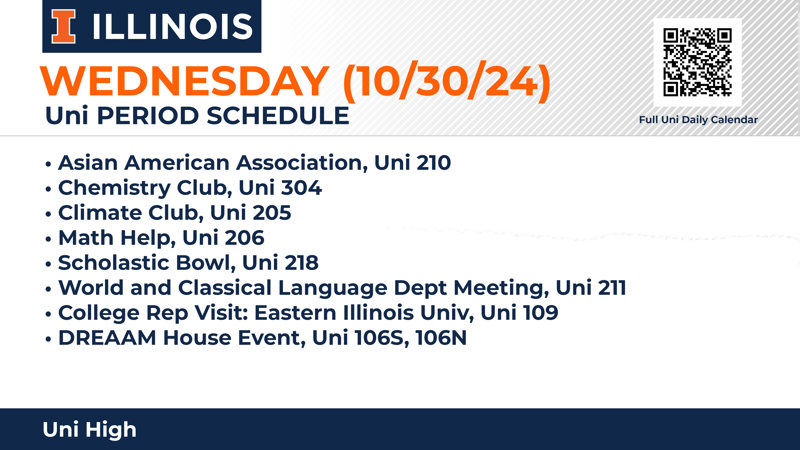 I ILLINOIS
WEDNESDAY (10/30/24)
Uni PERIOD SCHEDULE
Full Uni Daily Calendar
• Asian American Association, Uni 210
• Chemistry Club, Uni 304
• Climate Club, Uni 205
• Math Help, Uni 206
• Scholastic Bowl, Uni 218
• World and Classical Language Dept Meeting, Uni 211
• College Rep Visit: Eastern Illinois Univ, Uni 109
• DREAAM House Event, Uni 106S, 106N
Uni High